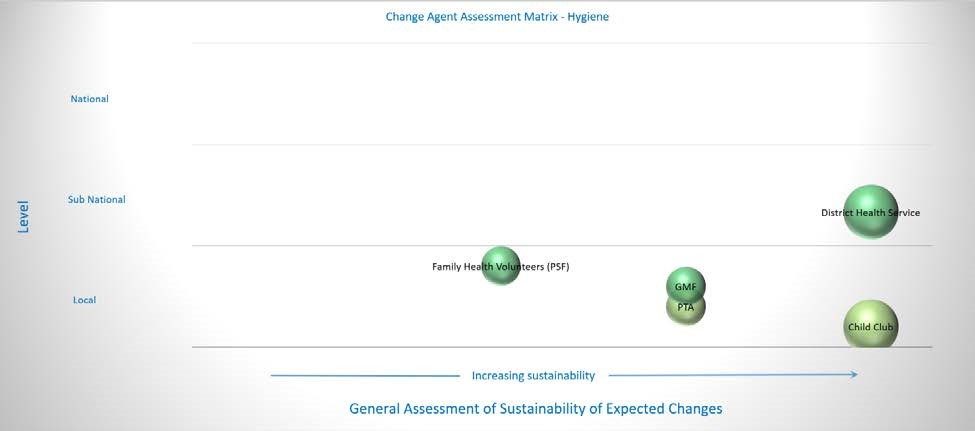 Change Agent Assessment Matrix - Hygiene
National
Sub National
District Health Service
Level
Family Health Volunteers (PSF)
GMF
Local
PTA
Child Club
Increasing sustainability
General Assessment of Sustainability of Expected Changes